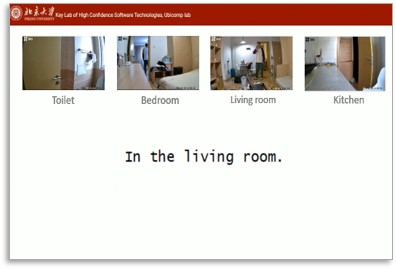 北京大学 Key Lab of High Confidence Software Technologies, Ubicomp lab
PEKING UNIVERSITY
Toilet Bedroom Living room Kitchen
In the living room.